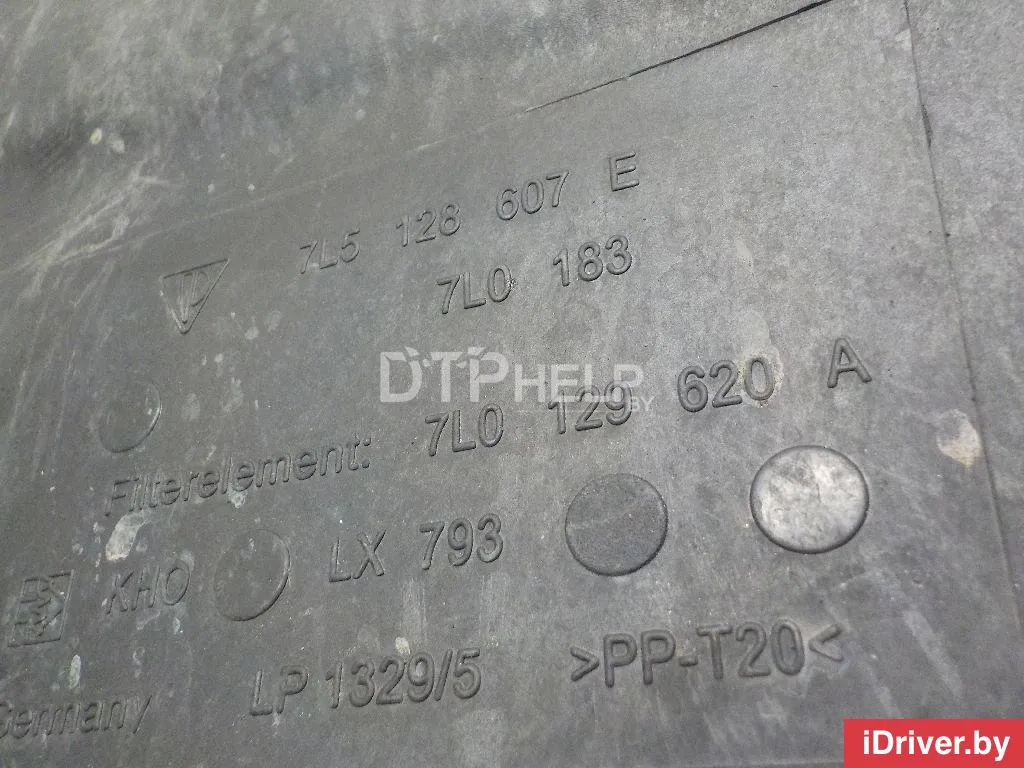 7L5 128 607 E
7L0 183
DTPHELP.BY
Filterelement: 7L0 129 620 A
KHO LX 793
LP 1329/5 >PP-T20<
Germany
iDriver.by